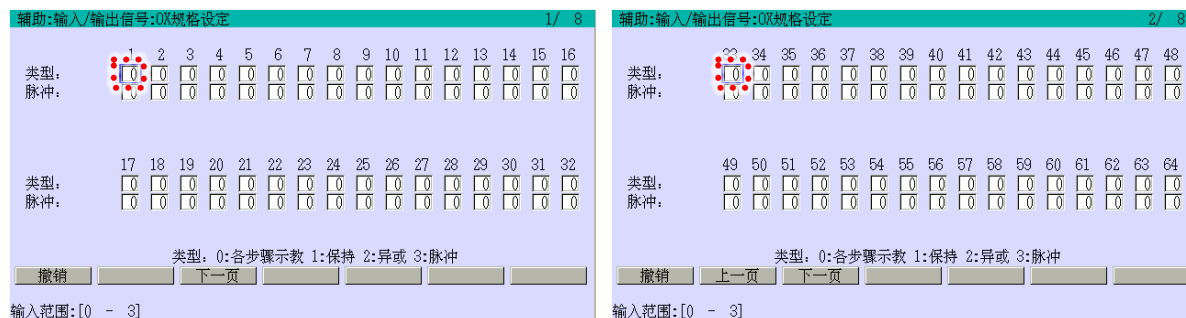 辅助:输入/输出信号:OX规格设定 1/ 8
1 2 3 4 5 6 7 8 9 10 11 12 13 14 15 16
类型: 0 0 0 0 0 0 0 0 0 0 0 0 0 0 0 0
脉冲: 0 0 0 0 0 0 0 0 0 0 0 0 0 0 0 0
17 18 19 20 21 22 23 24 25 26 27 28 29 30 31 32
类型: 0 0 0 0 0 0 0 0 0 0 0 0 0 0 0 0
脉冲: 0 0 0 0 0 0 0 0 0 0 0 0 0 0 0 0
类型: 0:各步骤示教 1:保持 2:异或 3:脉冲
撤销 下一页
输入范围:[0 - 3]
辅助:输入/输出信号:OX规格设定 2/ 8
33 34 35 36 37 38 39 40 41 42 43 44 45 46 47 48
类型: 0 0 0 0 0 0 0 0 0 0 0 0 0 0 0 0
脉冲: 0 0 0 0 0 0 0 0 0 0 0 0 0 0 0 0
49 50 51 52 53 54 55 56 57 58 59 60 61 62 63 64
类型: 0 0 0 0 0 0 0 0 0 0 0 0 0 0 0 0
脉冲: 0 0 0 0 0 0 0 0 0 0 0 0 0 0 0 0
类型: 0:各步骤示教 1:保持 2:异或 3:脉冲
撤销 上一页 下一页
输入范围:[0 - 3]